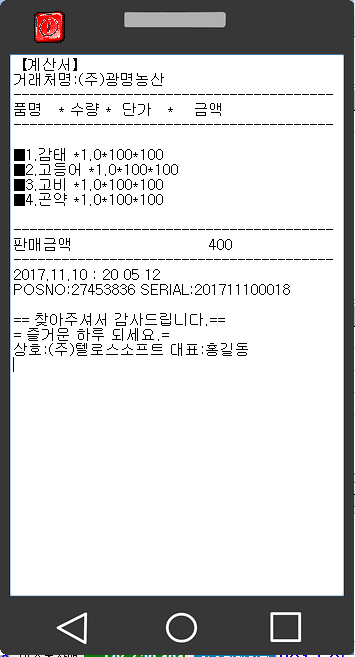 [계산서]
거래처명:(주)광명농산
--------------------------------
품명 * 수량 * 단가 * 금액
--------------------------------
■1.감태 *1.0*100*100
■2.고등어 *1.0*100*100
■3.고비 *1.0*100*100
■4.곤약 *1.0*100*100
--------------------------------
판매금액 400
--------------------------------
2017.11.10 : 20 05 12
POSNO:27453836 SERIAL:201711100018
== 찾아주셔서 감사드립니다.==
= 즐거운 하루 되세요.=
상호:(주)텔로스소프트 대표:홍길동